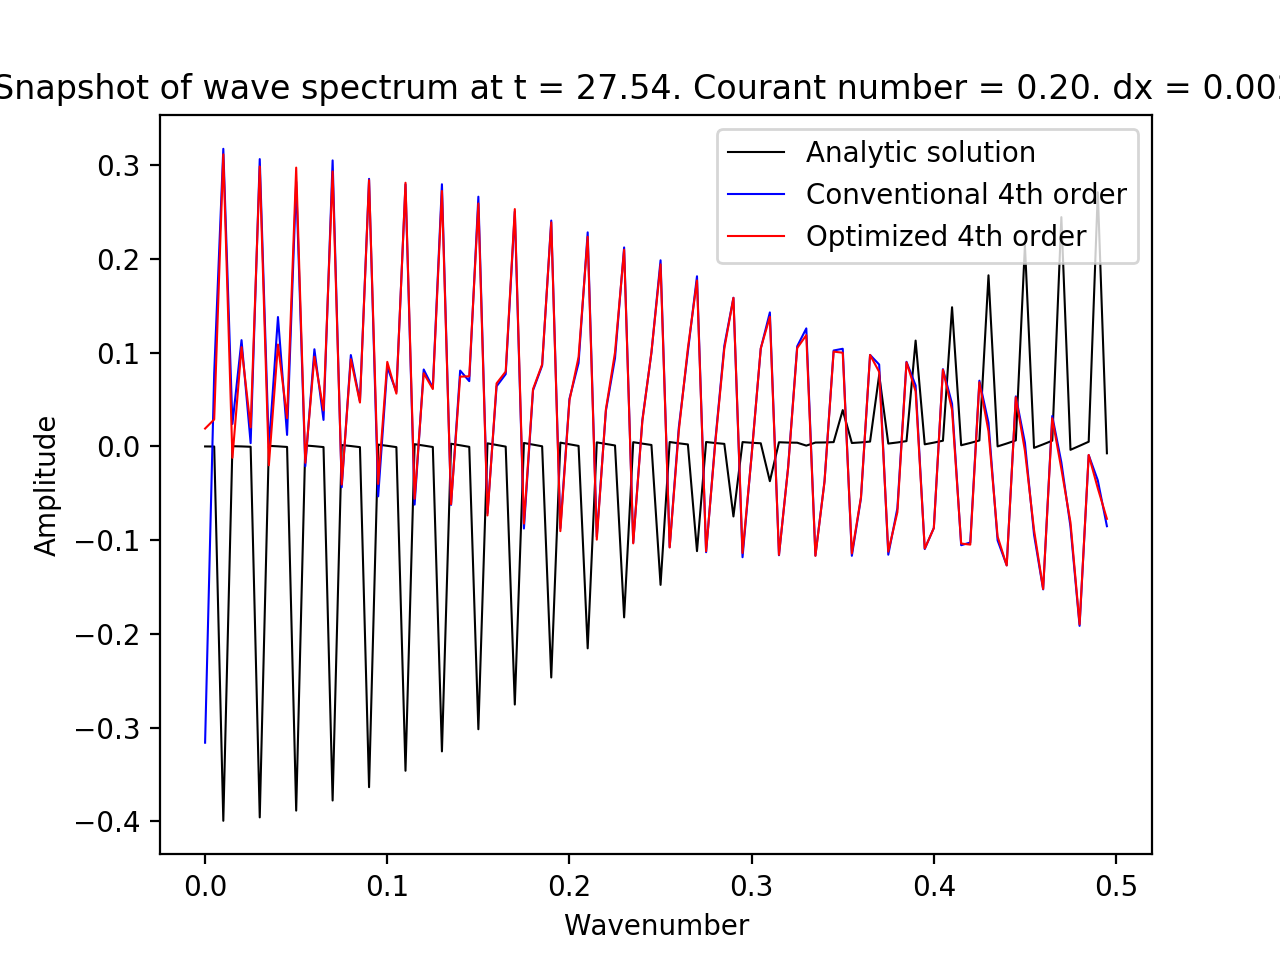 Snapshot of wave spectrum at t = 27.54. Courant number = 0.20. dx = 0.002
Analytic solution
Conventional 4th order
Optimized 4th order
0.3
0.2
0.1
0.0
−0.1
−0.2
−0.3
−0.4
Amplitude
0.0 0.1 0.2 0.3 0.4 0.5
Wavenumber